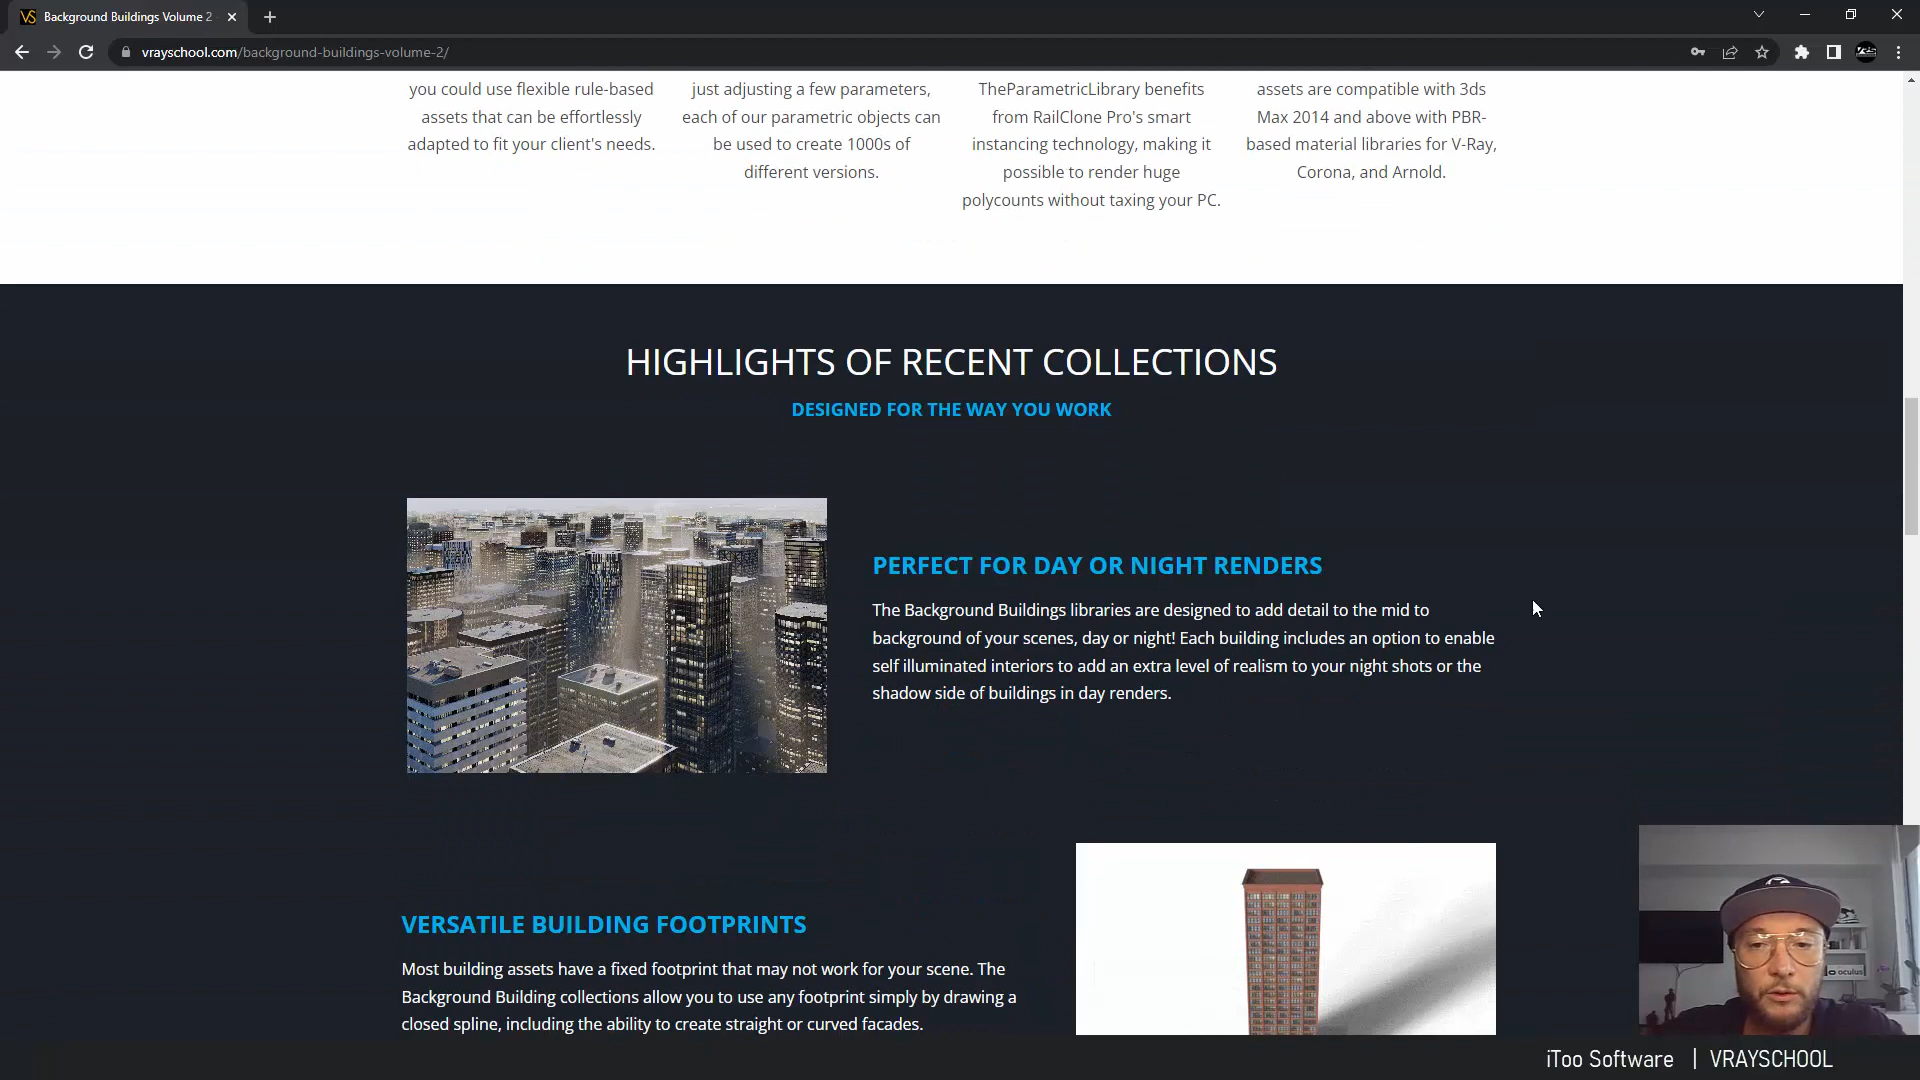 Background Buildings Volume 2
vrayschool.com/background-buildings-volume-2/
you could use flexible rule-based
assets that can be effortlessly
adapted to fit your client's needs.
just adjusting a few parameters,
each of our parametric objects can
be used to create 1000s of
different versions.
TheParametricLibrary benefits
from RailClone Pro's smart
instancing technology, making it
possible to render huge
polycounts without taxing your PC.
assets are compatible with 3ds
Max 2014 and above with PBR-
based material libraries for V-Ray,
Corona, and Arnold.
HIGHLIGHTS OF RECENT COLLECTIONS
DESIGNED FOR THE WAY YOU WORK
PERFECT FOR DAY OR NIGHT RENDERS
The Background Buildings libraries are designed to add detail to the mid to
background of your scenes, day or night! Each building includes an option to enable
self illuminated interiors to add an extra level of realism to your night shots or the
shadow side of buildings in day renders.
VERSATILE BUILDING FOOTPRINTS
Most building assets have a fixed footprint that may not work for your scene. The
Background Building collections allow you to use any footprint simply by drawing a
closed spline, including the ability to create straight or curved facades.
oculus
iToo Software | VRAYSCHOOL